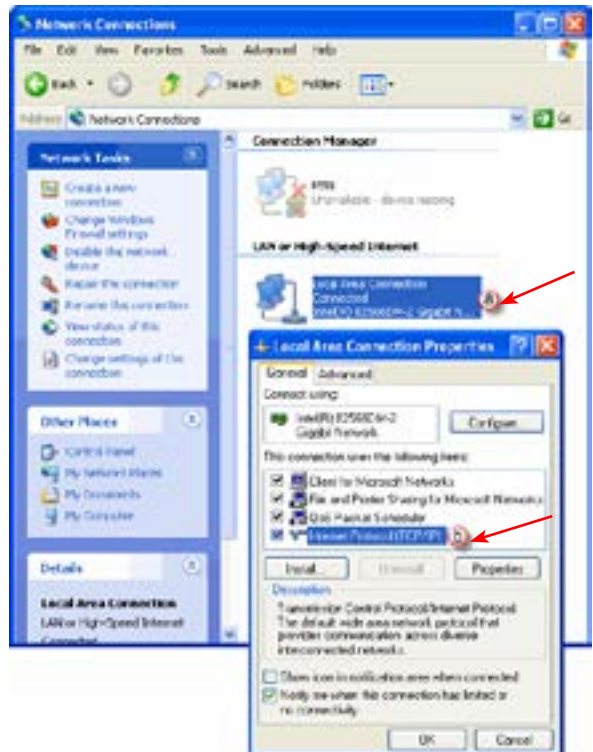 Network Connections
File Edit View Favorites Tools Advanced Help
Back Search Folders
Address Network Connections Go
Network Tasks
Create a new connection
Change Windows Firewall settings
Disable this network device
Repair this connection
Rename this connection
View status of this connection
Change settings of this connection
Other Places
Control Panel
My Network Places
My Documents
My Computer
Details
Local Area Connection
LAN or High-Speed Internet
Connected
Connection Manager
Unavailable - device missing
LAN or High-Speed Internet
Local Area Connection
Connected
Intel(R) 82566DM-2 Gigabit N...
a
Local Area Connection Properties
General Advanced
Connect using:
Intel(R) 82566DM-2
Gigabit Network
Configure...
This connection uses the following items:
Client for Microsoft Networks
File and Printer Sharing for Microsoft Networks
QoS Packet Scheduler
Internet Protocol (TCP/IP)
b
Install... Uninstall Properties
Description
Transmission Control Protocol/Internet Protocol.
The default wide area network protocol that
provides communication across diverse
interconnected networks.
Show icon in notification area when connected
Notify me when this connection has limited or
no connectivity
OK Cancel